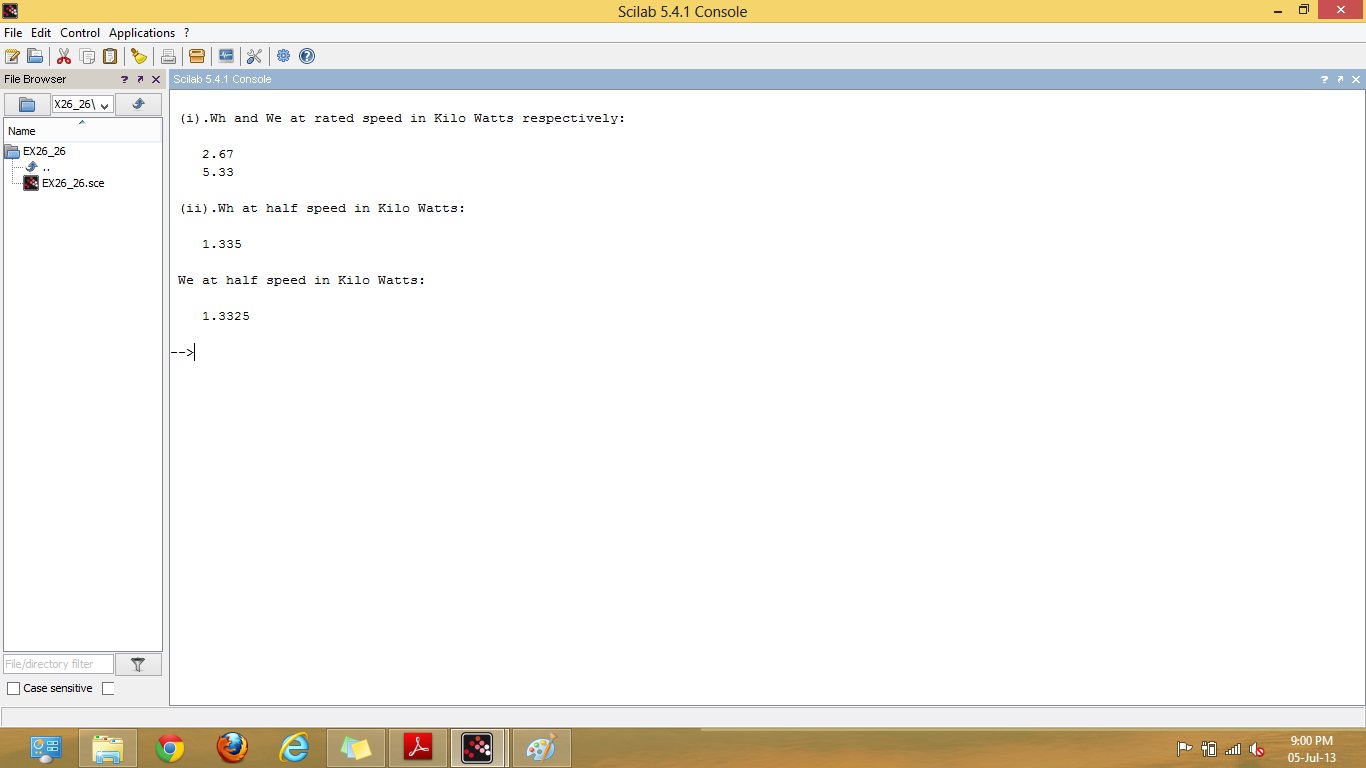 Scilab 5.4.1 Console
File Edit Control Applications ?
File Browser
Scilab 5.4.1 Console
X26_26\
Name
EX26_26
..
EX26_26.sce
(i).Wh and We at rated speed in Kilo Watts respectively:
2.67
5.33
(ii).Wh at half speed in Kilo Watts:
1.335
We at half speed in Kilo Watts:
1.3325
-->
File/directory filter
Case sensitive
9:00 PM
05-Jul-13